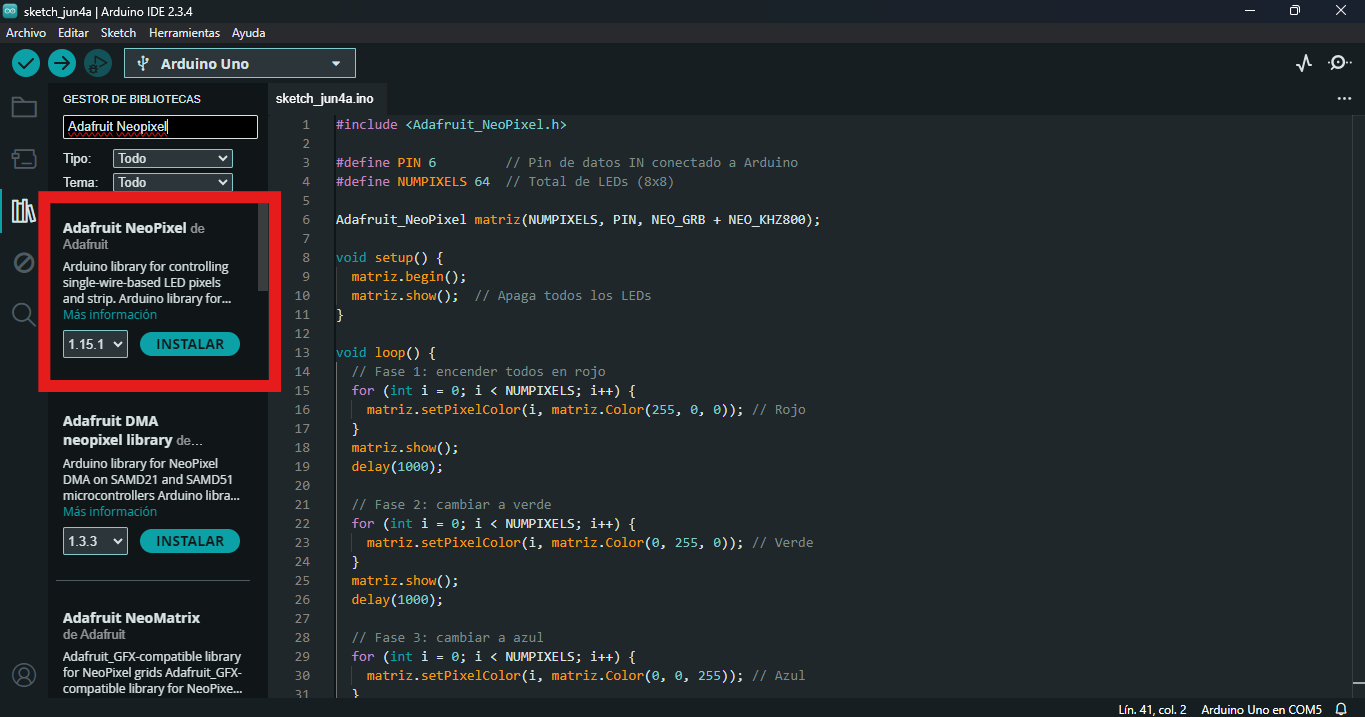 sketch_jun4a | Arduino IDE 2.3.4
Archivo Editar Sketch Herramientas Ayuda
Arduino Uno
GESTOR DE BIBLIOTECAS
Adafruit Neopixel
Tipo: Todo
Tema: Todo
Adafruit NeoPixel de
Adafruit
Arduino library for controlling
single-wire-based LED pixels
and strip. Arduino library for...
Más información
1.15.1 INSTALAR
Adafruit DMA
neopixel library de...
Arduino library for NeoPixel
DMA on SAMD21 and SAMD51
microcontrollers Arduino libra...
Más información
1.3.3 INSTALAR
Adafruit NeoMatrix
de Adafruit
Adafruit_GFX-compatible library
for NeoPixel grids Adafruit_GFX-
compatible library for NeoPixe...
sketch_jun4a.ino
1 #include <Adafruit_NeoPixel.h>
2
3 #define PIN 6 // Pin de datos IN conectado a Arduino
4 #define NUMPIXELS 64 // Total de LEDs (8x8)
5
6 Adafruit_NeoPixel matriz(NUMPIXELS, PIN, NEO_GRB + NEO_KHZ800);
7
8 void setup() {
9 matriz.begin();
10 matriz.show(); // Apaga todos los LEDs
11 }
12
13 void loop() {
14 // Fase 1: encender todos en rojo
15 for (int i = 0; i < NUMPIXELS; i++) {
16 matriz.setPixelColor(i, matriz.Color(255, 0, 0)); // Rojo
17 }
18 matriz.show();
19 delay(1000);
20
21 // Fase 2: cambiar a verde
22 for (int i = 0; i < NUMPIXELS; i++) {
23 matriz.setPixelColor(i, matriz.Color(0, 255, 0)); // Verde
24 }
25 matriz.show();
26 delay(1000);
27
28 // Fase 3: cambiar a azul
29 for (int i = 0; i < NUMPIXELS; i++) {
30 matriz.setPixelColor(i, matriz.Color(0, 0, 255)); // Azul
31 }
Lín. 41, col. 2 Arduino Uno en COM5